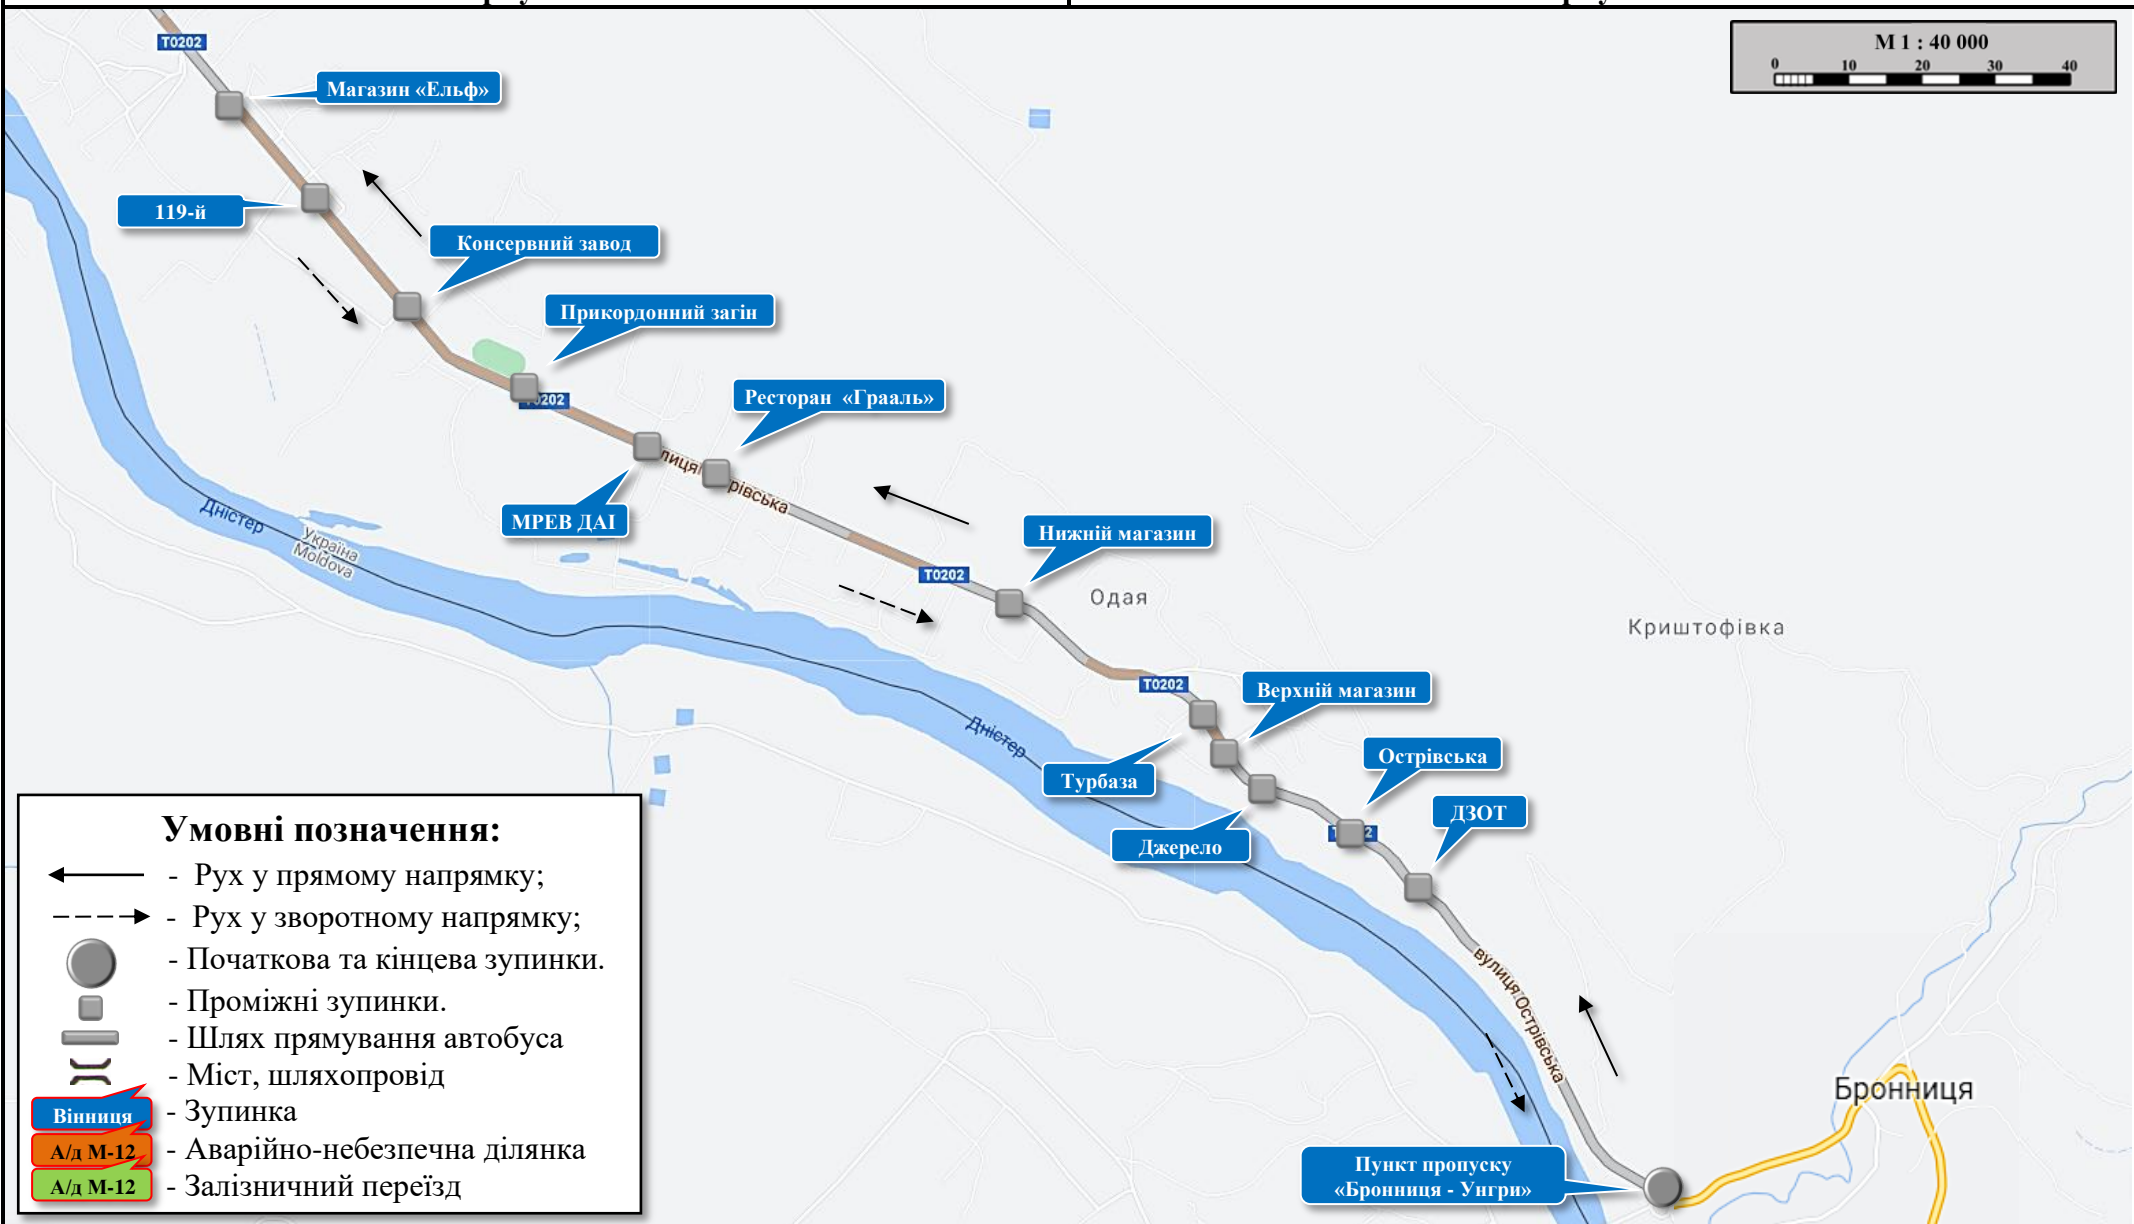 М 1 : 40 000
0 10 20 30 40
T0202
Магазин «Ельф»
119-й
Консервний завод
Прикордонний загін
Ресторан «Грааль»
МРЕВ ДАІ
Дністер
Україна
Moldova
Нижній магазин
T0202
Одая
Криштофівка
T0202
Верхній магазин
Дністер
Турбаза
Острівська
Джерело
ДЗОТ
вулиця Острівська
Бронниця
Пункт пропуску
«Бронниця - Унгри»
Умовні позначення:
- Рух у прямому напрямку;
- Рух у зворотному напрямку;
- Початкова та кінцева зупинки.
- Проміжні зупинки.
- Шлях прямування автобуса
- Міст, шляхопровід
Вінниця - Зупинка
А/д М-12 - Аварійно-небезпечна ділянка
А/д М-12 - Залізничний переїзд